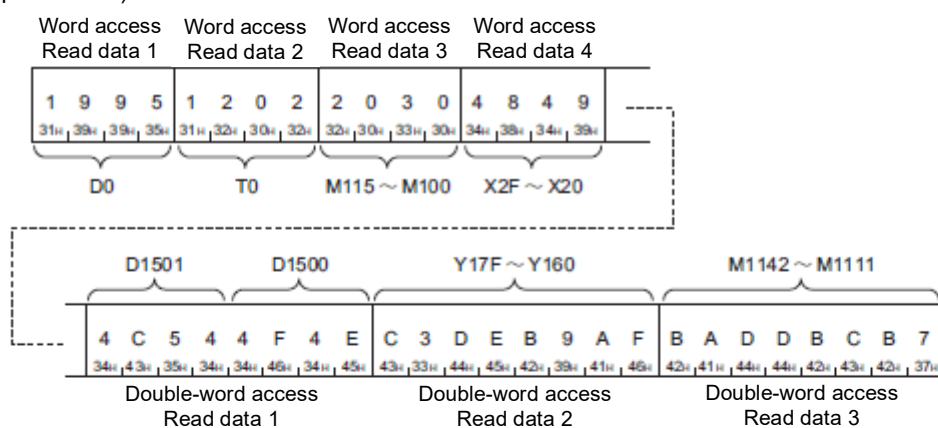 Word access Word access Word access Word access
Read data 1 Read data 2 Read data 3 Read data 4
1 9 9 5 1 2 0 2 2 0 3 0 4 8 4 9
31H 39H 39H 35H 31H 32H 30H 32H 32H 30H 33H 30H 34H 38H 34H 39H
D0 T0 M115～M100 X2F～X20
D1501 D1500 Y17F～Y160 M1142～M1111
4 C 5 4 4 F 4 E C 3 D E B 9 A F B A D D B C B 7
34H 43H 35H 34H 34H 46H 34H 45H 43H 33H 44H 45H 42H 39H 41H 46H 42H 41H 44H 44H 42H 43H 42H 37H
Double-word access Double-word access Double-word access
Read data 1 Read data 2 Read data 3